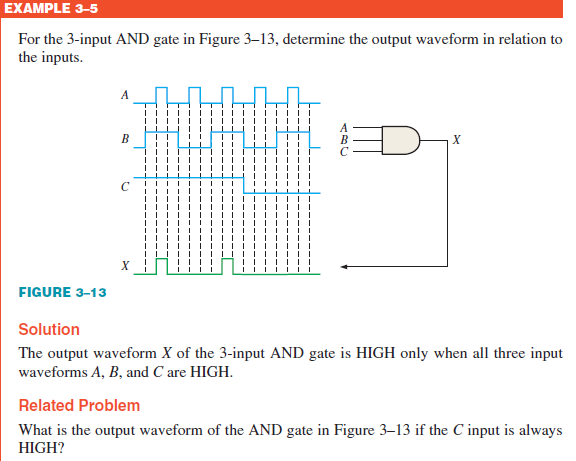 EXAMPLE 3–5
For the 3-input AND gate in Figure 3–13, determine the output waveform in relation to
the inputs.
A
B
C
X
A
B
C
X
FIGURE 3–13
Solution
The output waveform X of the 3-input AND gate is HIGH only when all three input
waveforms A, B, and C are HIGH.
Related Problem
What is the output waveform of the AND gate in Figure 3–13 if the C input is always
HIGH?